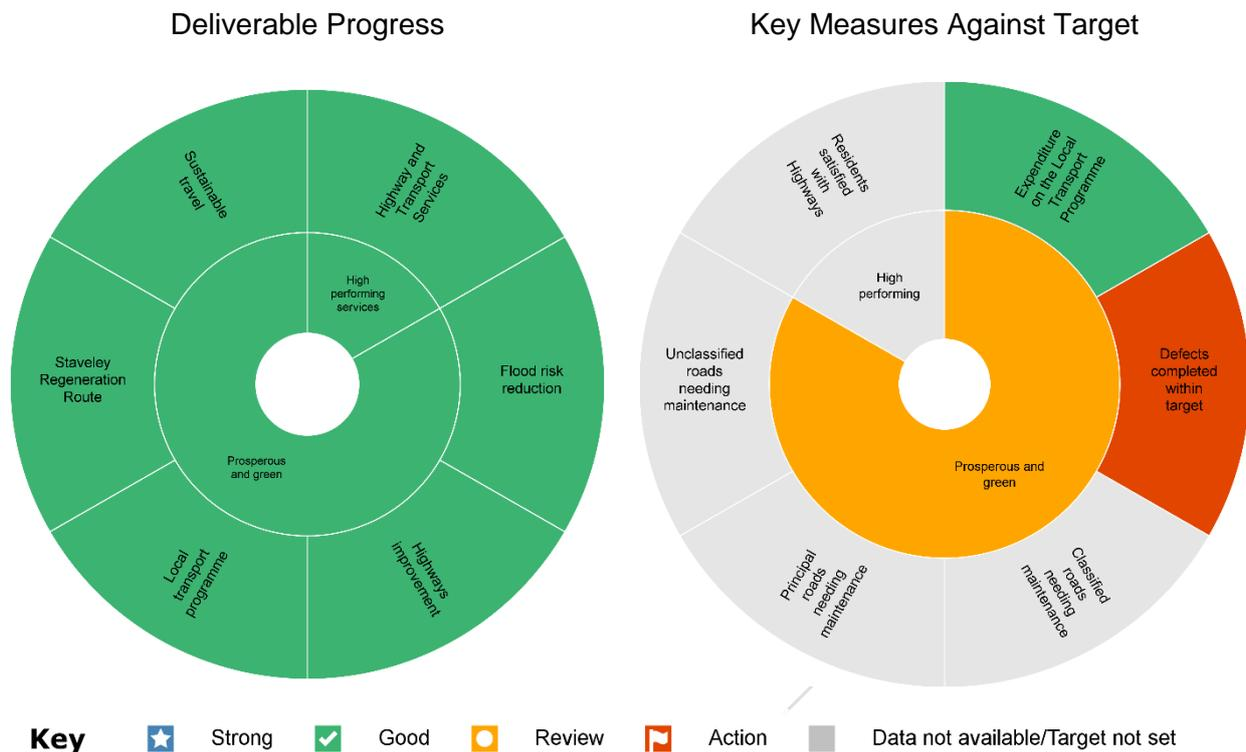 Deliverable Progress
Key Measures Against Target
Sustainable
travel
Highway and
Transport
Services
High
performing
services
Staveley
Regeneration
Route
Flood risk
reduction
Prosperous
and green
Local
transport
programme
Highways
improvement
Residents
satisfied
with
Highways
Expenditure
on the Local
Transport
Programme
High
performing
Unclassified
roads
needing
maintenance
Defects
completed
within
target
Prosperous and
green
Principal
roads
needing
maintenance
Classified
roads
needing
maintenance
Key Strong Good Review Action Data not available/Target not set